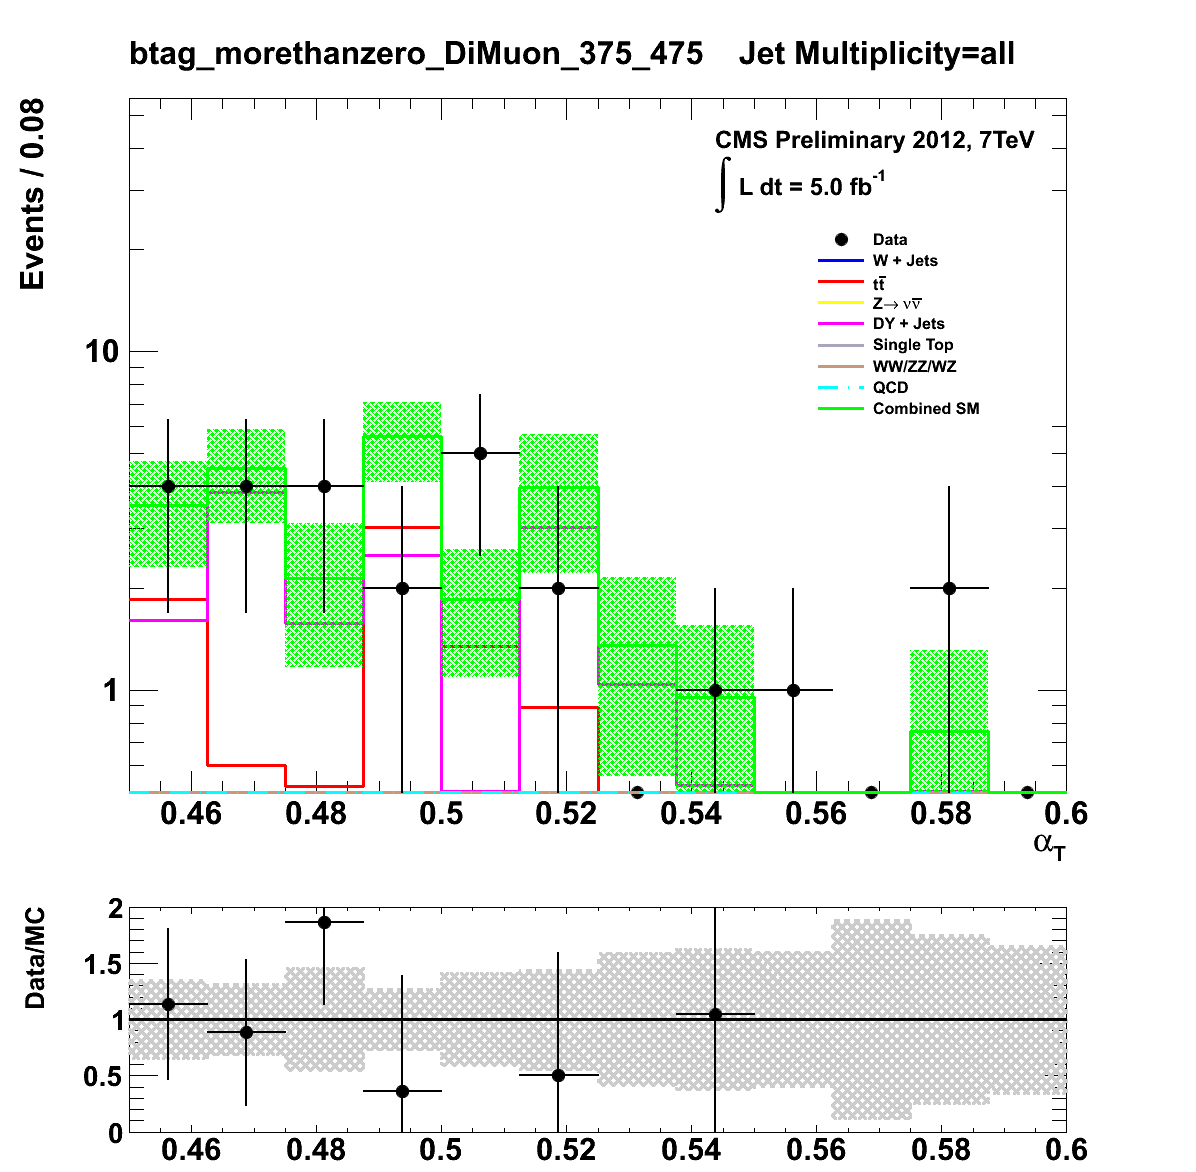 btag_morethanzero_DiMuon_375_475 Jet Multiplicity=all
Events / 0.08
CMS Preliminary 2012, 7TeV
∫ L dt = 5.0 fb⁻¹
Data
W + Jets
tt̅
Z→ νν̅
DY + Jets
Single Top
WW/ZZ/WZ
QCD
Combined SM
10
1
0.46 0.48 0.5 0.52 0.54 0.56 0.58 0.6
α_T
Data/MC
2
1.5
1
0.5
0
0.46 0.48 0.5 0.52 0.54 0.56 0.58 0.6